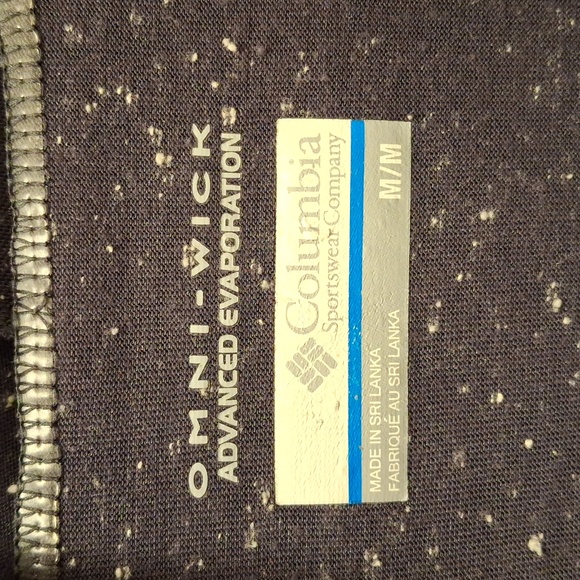 OMNI-WICK
ADVANCED EVAPORATION
Columbia
Sportswear Company
M/M
MADE IN SRI LANKA
FABRIQUÉ AU SRI LANKA